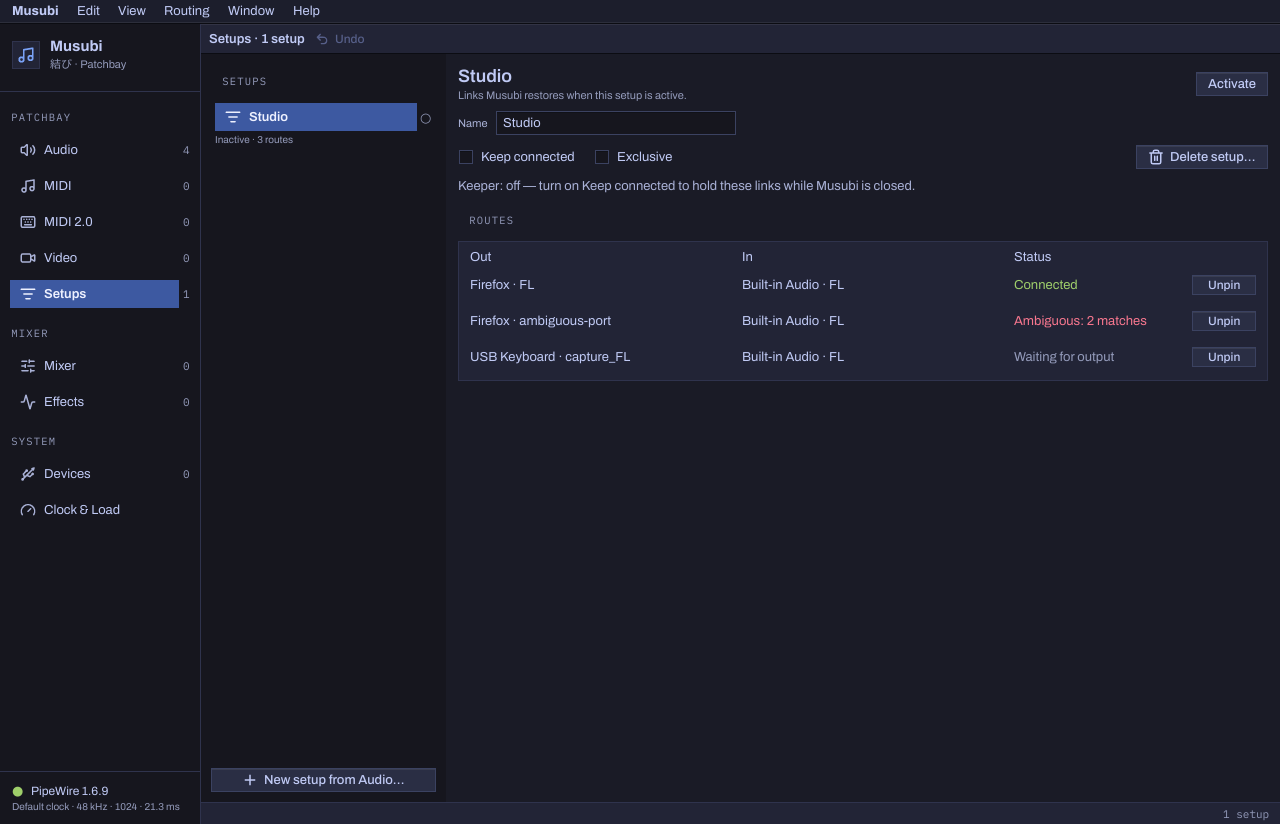 Musubi Edit View Routing Window Help
Musubi
結び · Patchbay
PATCHBAY
Audio 4
MIDI 0
MIDI 2.0 0
Video 0
Setups 1
MIXER
Mixer 0
Effects 0
SYSTEM
Devices 0
Clock & Load
PipeWire 1.6.9
Default clock · 48 kHz · 1024 · 21.3 ms
Setups · 1 setup Undo
SETUPS
Studio
Inactive · 3 routes
New setup from Audio…
Studio
Activate
Links Musubi restores when this setup is active.
Name Studio
Keep connected Exclusive Delete setup…
Keeper: off — turn on Keep connected to hold these links while Musubi is closed.
ROUTES
Out In Status
Firefox · FL Built-in Audio · FL Connected Unpin
Firefox · ambiguous-port Built-in Audio · FL Ambiguous: 2 matches Unpin
USB Keyboard · capture_FL Built-in Audio · FL Waiting for output Unpin
1 setup